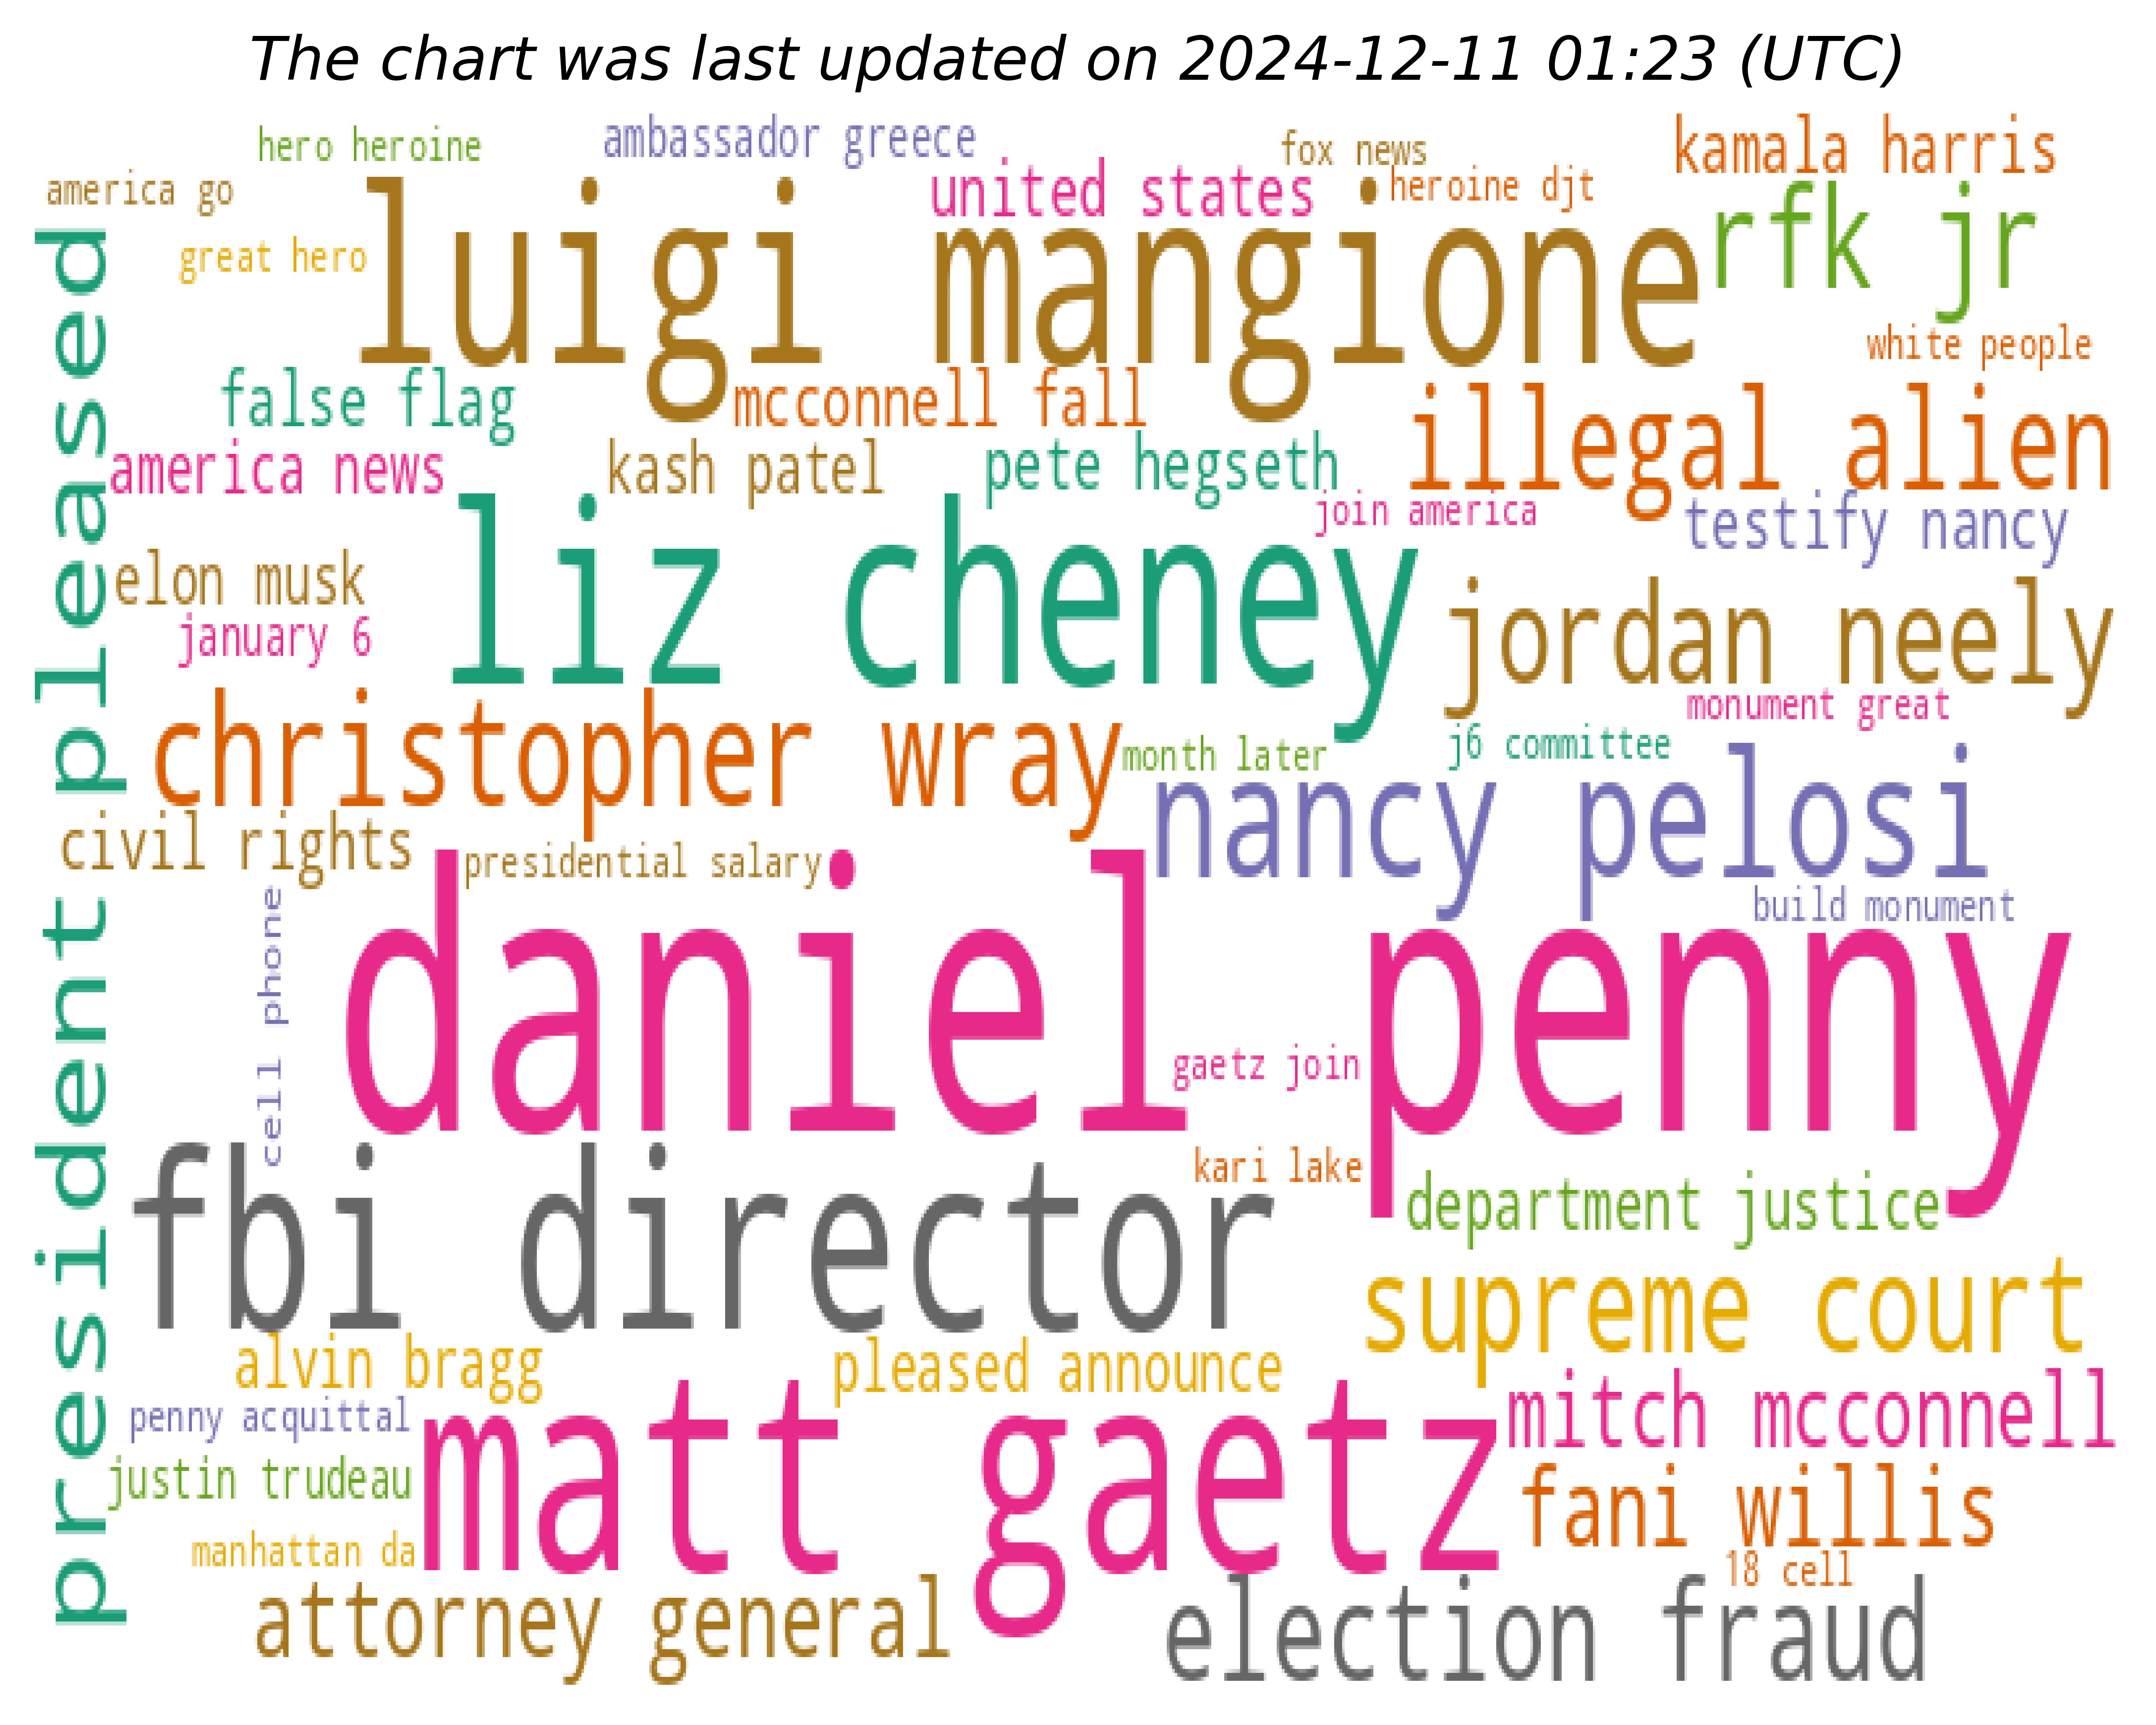 The chart was last updated on 2024-12-11 01:23 (UTC)
hero heroine
ambassador greece
fox news
kamala harris
america go
united states
heroine djt
great hero
luigi mangione
rfk jr
white people
false flag
mcconnell fall
illegal alien
america news
kash patel
pete hegseth
join america
testify nancy
elon musk
liz cheney
jordan neely
january 6
monument great
christopher wray
month later
j6 committee
nancy pelosi
civil rights
presidential salary
build monument
president pleased
cell phone
daniel penny
gaetz join
kari lake
fbi director
department justice
supreme court
alvin bragg
pleased announce
penny acquittal
matt gaetz
mitch mcconnell
justin trudeau
fani willis
manhattan da
18 cell
attorney general
election fraud